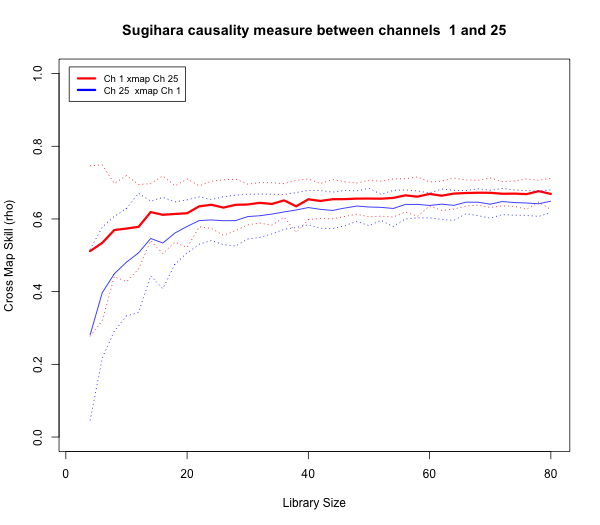 Sugihara causality measure between channels  1 and 25
Ch 1 xmap Ch 25
Ch 25  xmap Ch 1
Cross Map Skill (rho)
1.0
0.8
0.6
0.4
0.2
0.0
0 20 40 60 80
Library Size